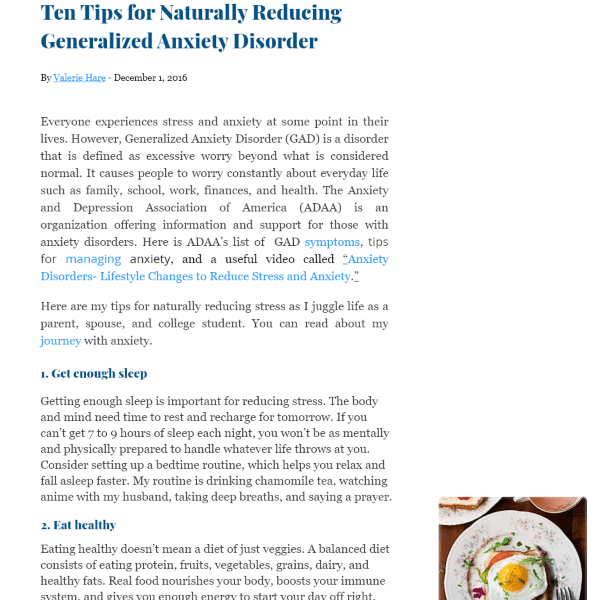 Ten Tips for Naturally Reducing
Generalized Anxiety Disorder
By Valerie Hare - December 1, 2016
Everyone experiences stress and anxiety at some point in their
lives. However, Generalized Anxiety Disorder (GAD) is a disorder
that is defined as excessive worry beyond what is considered
normal. It causes people to worry constantly about everyday life
such as family, school, work, finances, and health. The Anxiety
and Depression Association of America (ADAA) is an
organization offering information and support for those with
anxiety disorders. Here is ADAA’s list of GAD symptoms, tips
for managing anxiety, and a useful video called “Anxiety
Disorders- Lifestyle Changes to Reduce Stress and Anxiety.”
Here are my tips for naturally reducing stress as I juggle life as a
parent, spouse, and college student. You can read about my
journey with anxiety.
1. Get enough sleep
Getting enough sleep is important for reducing stress. The body
and mind need time to rest and recharge for tomorrow. If you
can’t get 7 to 9 hours of sleep each night, you won’t be as mentally
and physically prepared to handle whatever life throws at you.
Consider setting up a bedtime routine, which helps you relax and
fall asleep faster. My routine is drinking chamomile tea, watching
anime with my husband, taking deep breaths, and saying a prayer.
2. Eat healthy
Eating healthy doesn’t mean a diet of just veggies. A balanced diet
consists of eating protein, fruits, vegetables, grains, dairy, and
healthy fats. Real food nourishes your body, boosts your immune
system, and gives you enough energy to start your day off right.